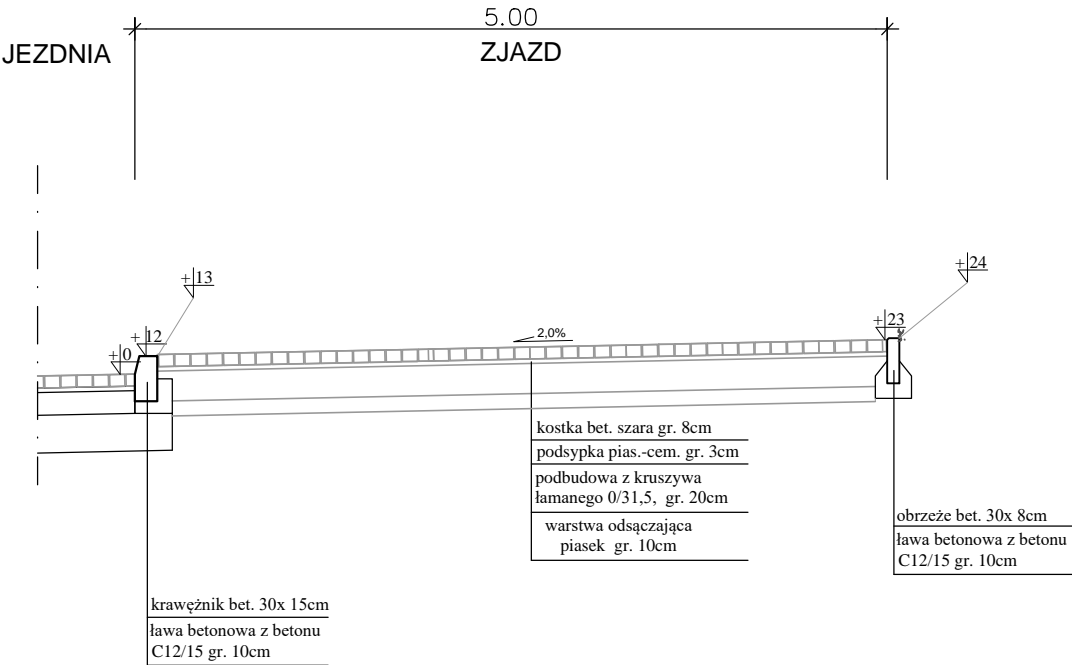 5.00
JEZDNIA
ZJAZD
+13
+24
+12
+0
2,0%
+23
kostka bet. szara gr. 8cm
podsypka pias.-cem. gr. 3cm
podbudowa z kruszywa
łamanego 0/31,5, gr. 20cm
warstwa odsączająca
piasek gr. 10cm
obrzeże bet. 30x 8cm
ława betonowa z betonu
C12/15 gr. 10cm
krawężnik bet. 30x 15cm
ława betonowa z betonu
C12/15 gr. 10cm